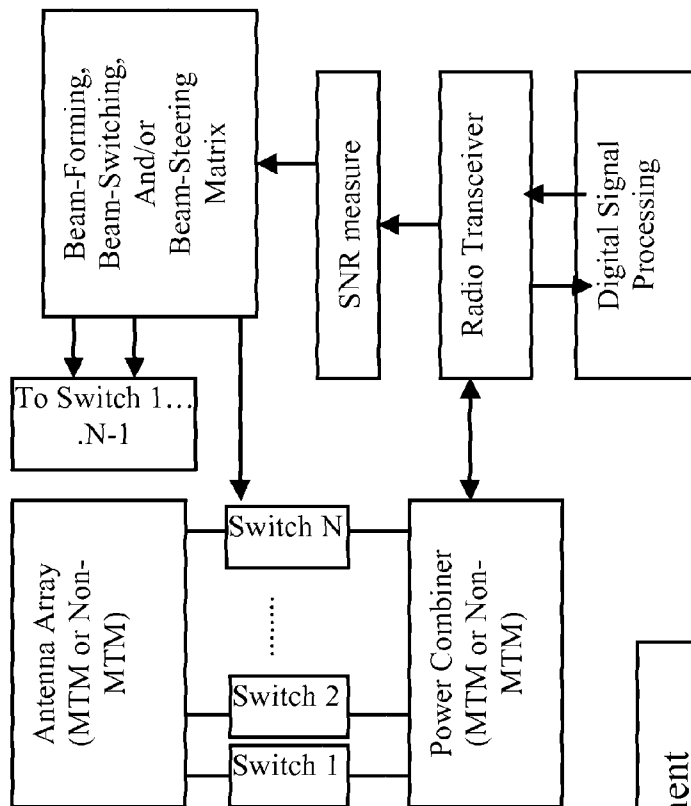 Beam-Forming,
Beam-Switching,
And/or
Beam-Steering
Matrix
SNR measure
Radio Transceiver
Digital Signal
Processing
To Switch 1…
.N-1
Antenna Array
(MTM or Non-
MTM)
Switch N
........
Switch 2
Switch 1
Power Combiner
(MTM or Non-
MTM)